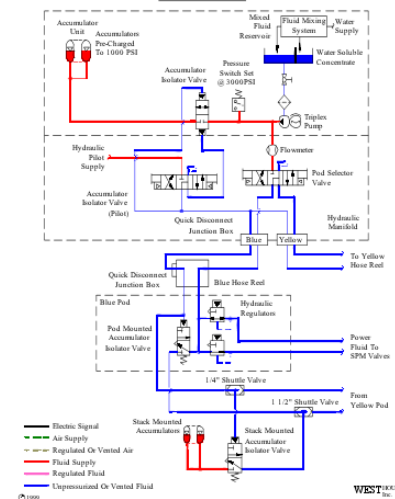 Accumulator
Unit
Accumulators
Pre-Charged
To 1000 PSI
Mixed
Fluid
Reservoir
Fluid Mixing
System
Water
Supply
Water Soluble
Concentrate
Accumulator
Isolator Valve
Pressure
Switch Set
@ 3000PSI
Triplex
Pump
Hydraulic
Pilot
Supply
Flowmeter
Pod Selector
Valve
Accumulator
Isolator Valve
(Pilot)
Quick Disconnect
Junction Box
Hydraulic
Manifold
Blue
Yellow
To Yellow
Hose Reel
Quick Disconnect
Junction Box
Blue Hose Reel
Blue Pod
Hydraulic
Regulators
Pod Mounted
Accumulator
Isolator Valve
Power
Fluid To
SPM Valves
1/4" Shuttle Valve
From
Yellow Pod
1 1/2" Shuttle Valve
Stack Mounted
Accumulators
Stack Mounted
Accumulator
Isolator Valve
Electric Signal
Air Supply
Regulated Or Vented Air
Fluid Supply
Regulated Fluid
Unpressurized Or Vented Fluid
WEST HOU
Inc.
© 1999